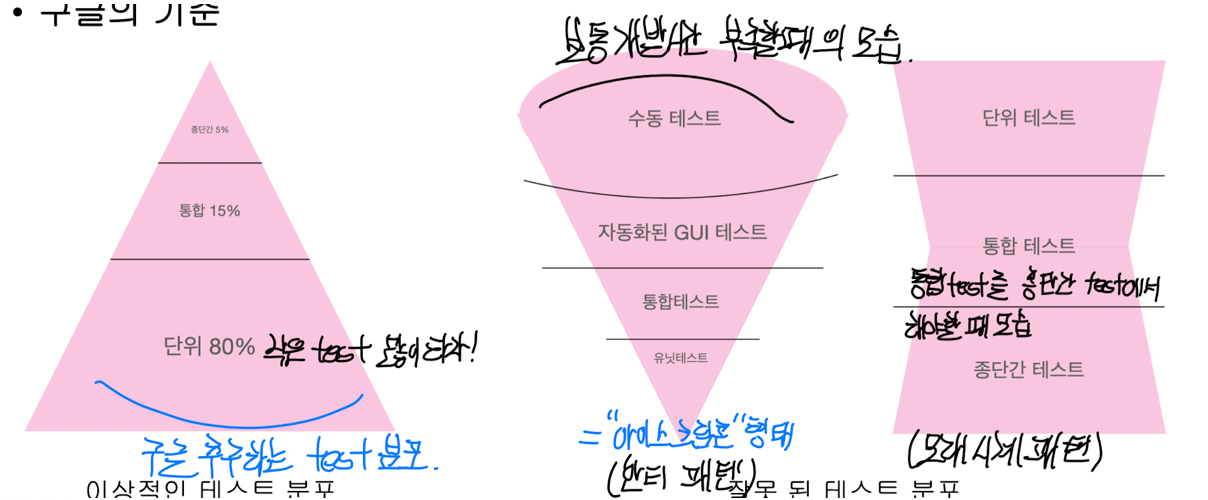 • 구글의 기준
종단간 5%
통합 15%
단위 80% 작은 test 많이하자!
구글 추구하는 test 분포.
이상적인 테스트 분포
보통 개발시간 부족할때의 모습.
수동 테스트
자동화된 GUI 테스트
통합테스트
유닛테스트
="아이스크림콘"형태
(안티 패턴)
단위 테스트
통합 테스트
통합test를 종단간 test에서
해야할 때 모습
종단간 테스트
(모래시계패턴)
잘못 된 테스트 분포